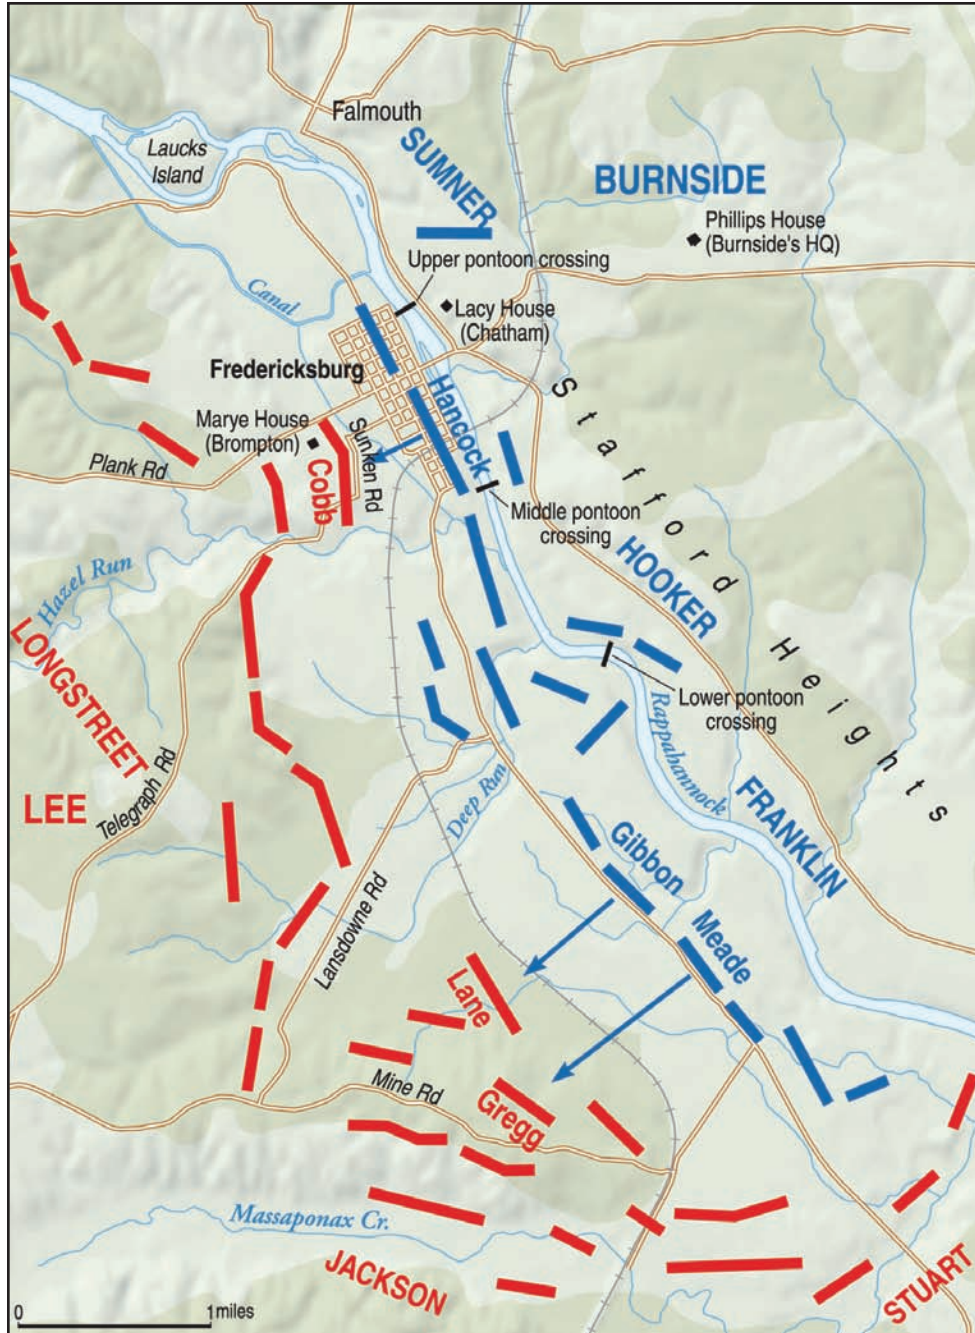 Falmouth
Laucks
Island
SUMNER
BURNSIDE
Phillips House
(Burnside's HQ)
Upper pontoon crossing
Canal
Lacy House
(Chatham)
Fredericksburg
Hancock
Stafford Heights
Marye House
(Brompton)
Sunken Rd
Plank Rd
Cobb
Middle pontoon
crossing
HOOKER
Hazel Run
LONGSTREET
Lower pontoon
crossing
Rappahannock
LEE
Telegraph Rd
Deep Run
FRANKLIN
Gibbon
Meade
Lansdowne Rd
Lane
Mine Rd
Gregg
Massaponax Cr.
JACKSON
STUART
0 1 miles